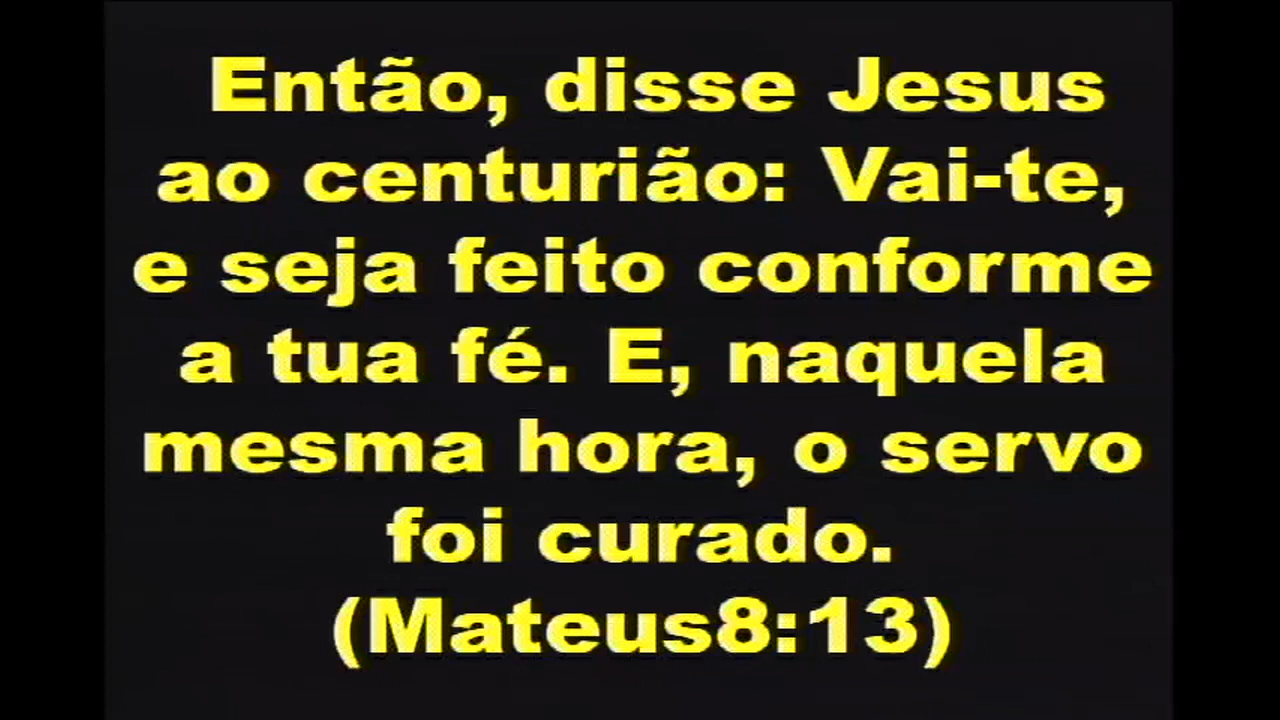 Então, disse Jesus
ao centurião: Vai-te,
e seja feito conforme
a tua fé. E, naquela
mesma hora, o servo
foi curado.
(Mateus8:13)